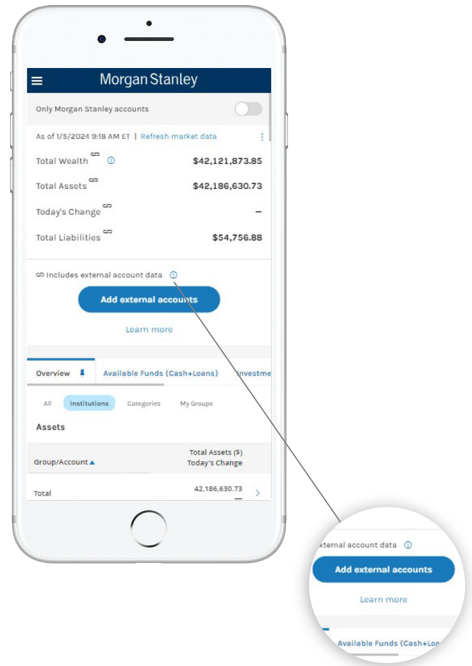 Morgan Stanley
Only Morgan Stanley accounts
As of 1/5/2024 9:18 AM ET | Refresh market data
Total Wealth $42,121,873.85
Total Assets $42,186,630.73
Today's Change –
Total Liabilities $54,756.88
Includes external account data
Add external accounts
Learn more
Overview Available Funds (Cash+Loans) Investme
All Institutions Categories My Groups
Assets
Group/Account Total Assets ($)
Today's Change
Total 42,186,630.73
—
xternal account data
Add external accounts
Learn more
Available Funds (Cash+Loa